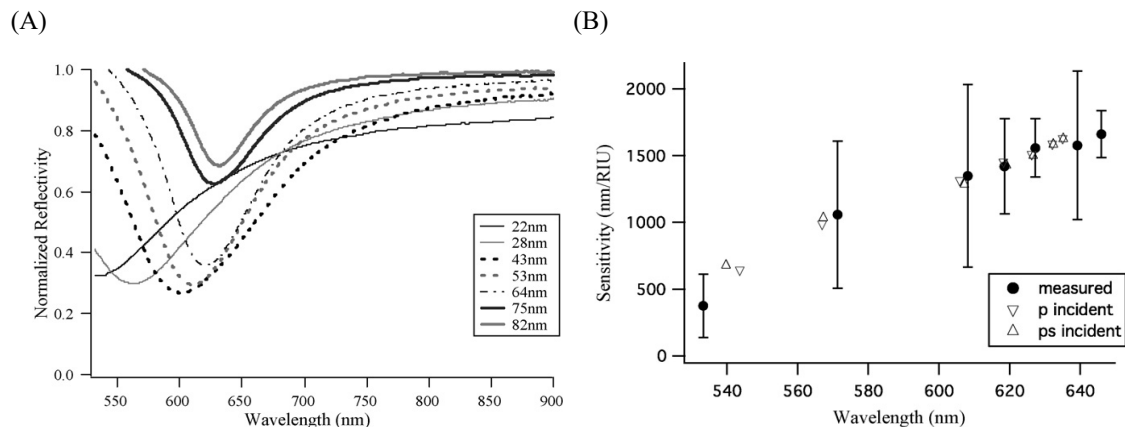 (A)
(B)
1.0
0.8
0.6
0.4
0.2
0.0
Normalized Reflectivity
550
600
650
700
750
800
850
900
Wavelength (nm)
22nm
28nm
43nm
53nm
64nm
75nm
82nm
2000
1500
1000
500
0
Sensitivity (nm/RIU)
540
560
580
600
620
640
Wavelength (nm)
measured
p incident
ps incident